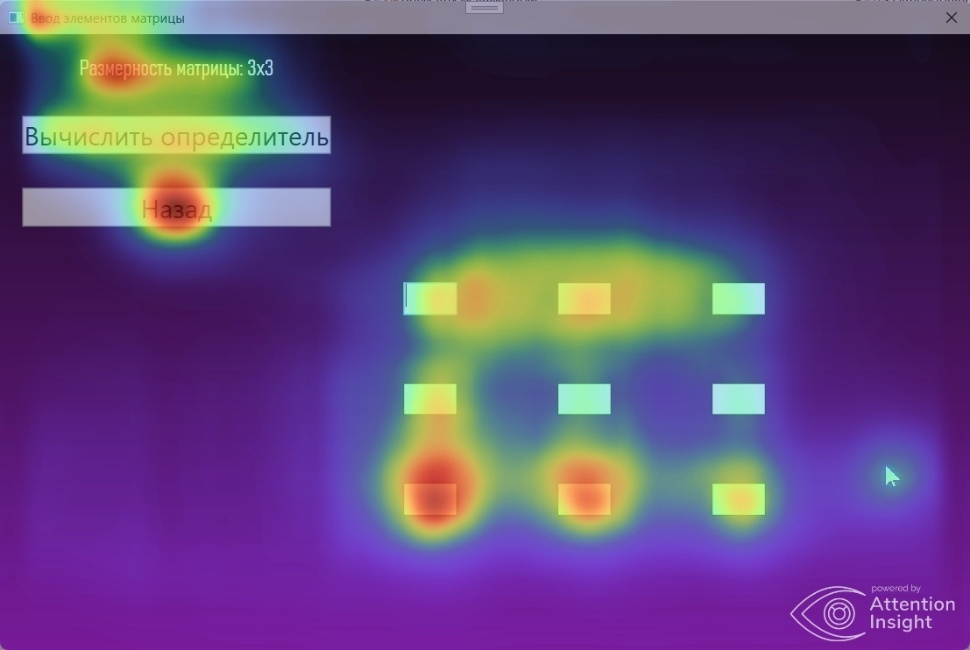 Ввод элементов матрицы
Размерность матрицы: 3x3
Вычислить определитель
Назад
powered by
Attention
Insight